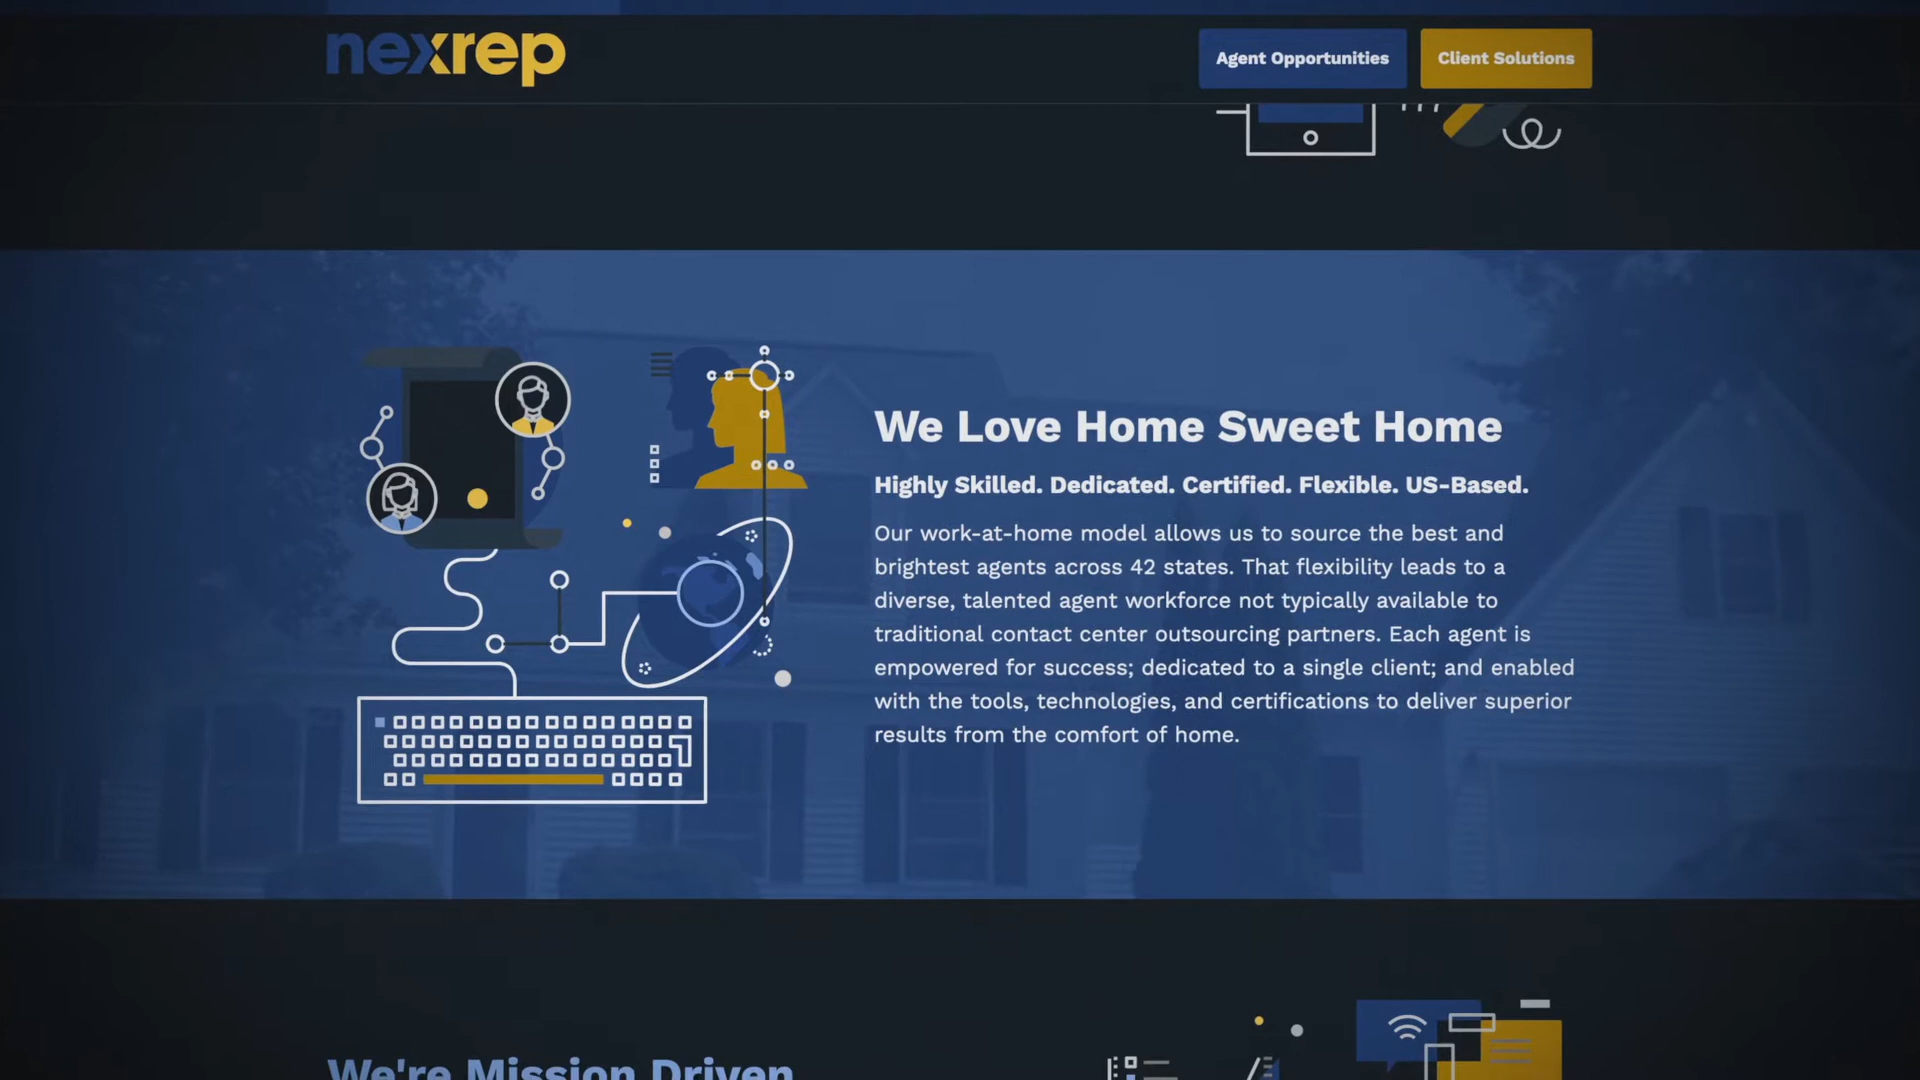 nexrep
Agent Opportunities
Client Solutions
We Love Home Sweet Home
Highly Skilled. Dedicated. Certified. Flexible. US-Based.
Our work-at-home model allows us to source the best and
brightest agents across 42 states. That flexibility leads to a
diverse, talented agent workforce not typically available to
traditional contact center outsourcing partners. Each agent is
empowered for success; dedicated to a single client; and enabled
with the tools, technologies, and certifications to deliver superior
results from the comfort of home.
We're Mission Driven